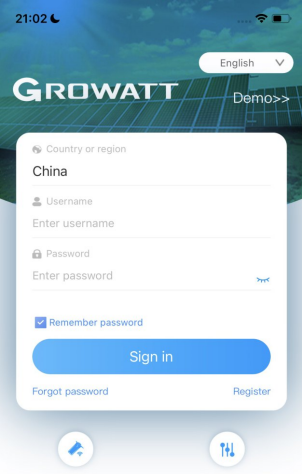 21:02
English
GROWATT
Demo>>
Country or region
China
Username
Enter username
Password
Enter password
Remember password
Sign in
Forgot password
Register